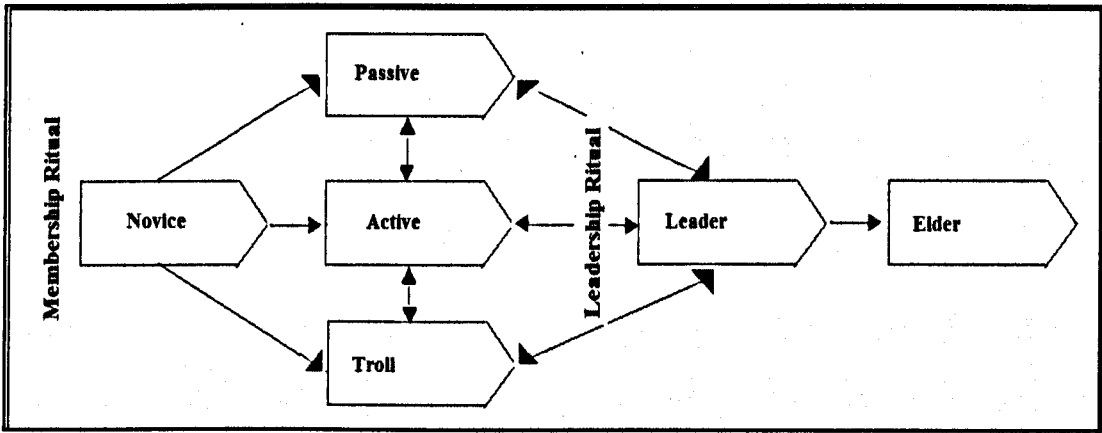 Membership Ritual
Novice
Passive
Active
Troll
Leadership Ritual
Leader
Elder